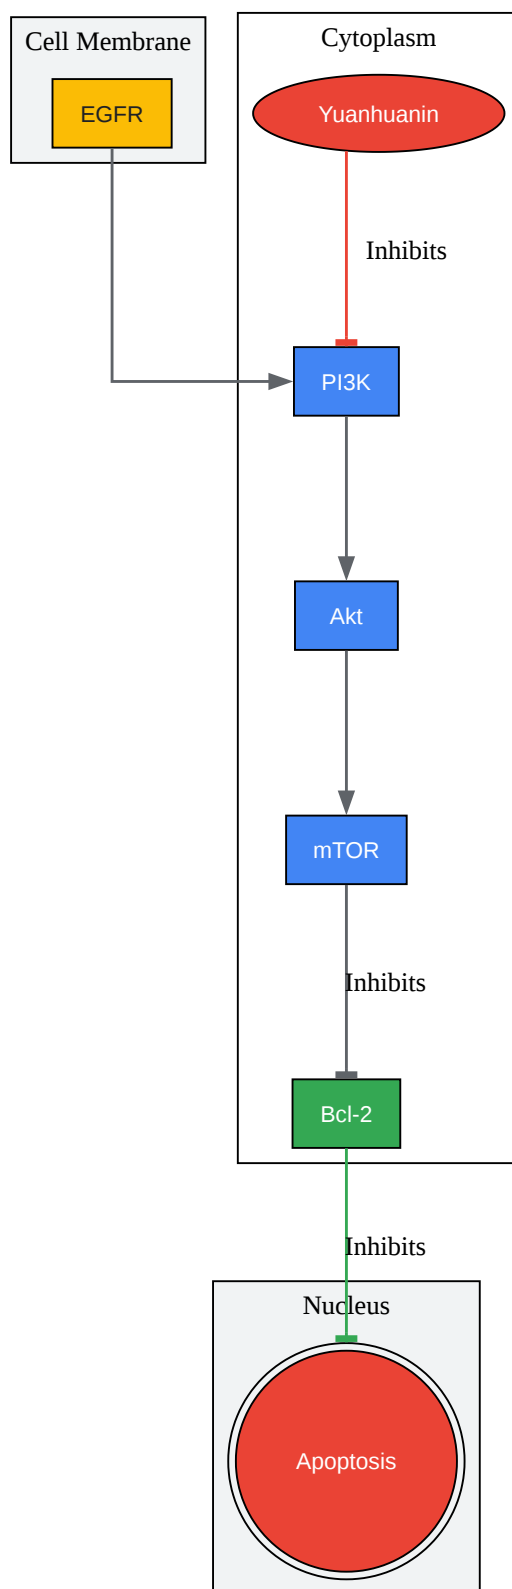 Cell Membrane
EGFR
Cytoplasm
Yuanhuanin
Inhibits
PI3K
Akt
mTOR
Inhibits
Bcl-2
Inhibits
Nucleus
Apoptosis